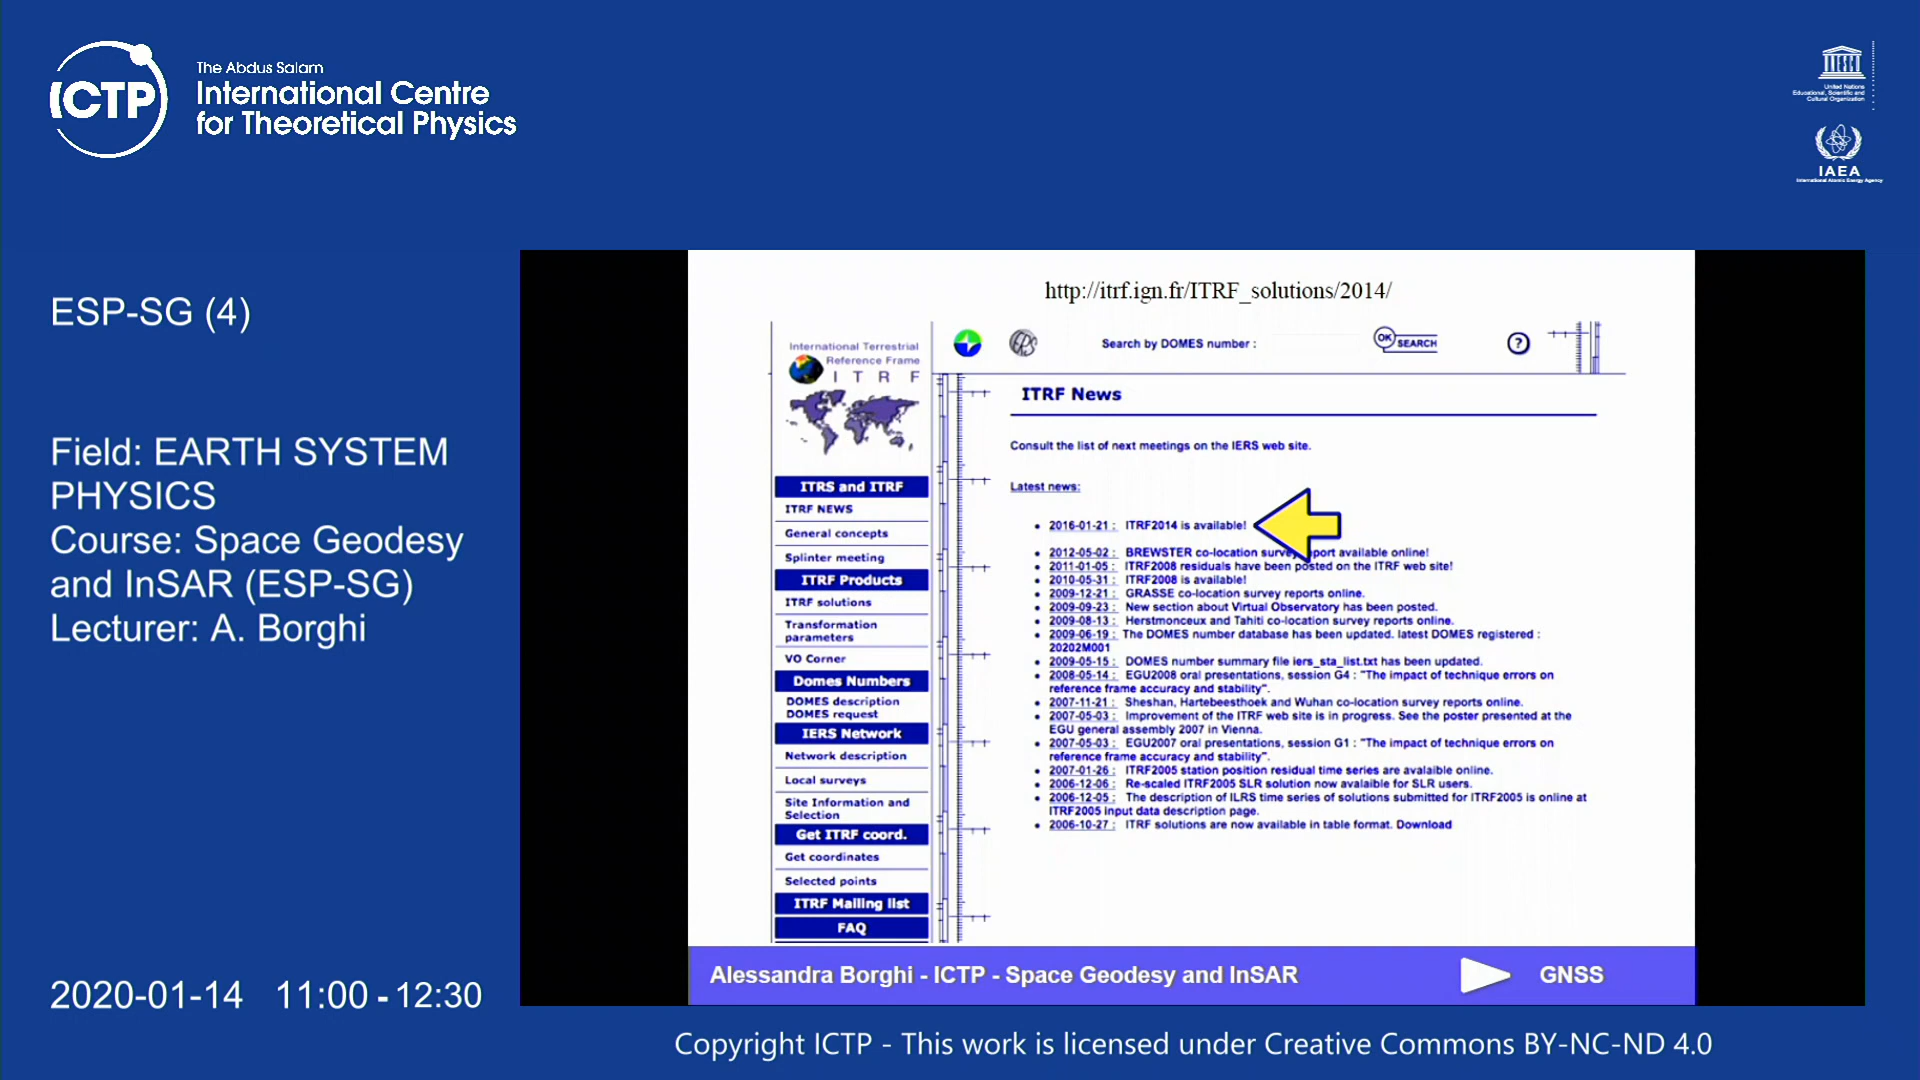 ICTP
The Abdus Salam
International Centre
for Theoretical Physics
United Nations
Educational, Scientific and
Cultural Organization
IAEA
International Atomic Energy Agency
ESP-SG (4)
Field: EARTH SYSTEM
PHYSICS
Course: Space Geodesy
and InSAR (ESP-SG)
Lecturer: A. Borghi
2020-01-14 11:00 - 12:30
http://itrf.ign.fr/ITRF_solutions/2014/
International Terrestrial
Reference Frame
I T R F
Search by DOMES number :
OK SEARCH
?
ITRS and ITRF
ITRF NEWS
General concepts
Splinter meeting
ITRF Products
ITRF solutions
Transformation
parameters
VO Corner
Domes Numbers
DOMES description
DOMES request
IERS Network
Network description
Local surveys
Site Information and
Selection
Get ITRF coord.
Get coordinates
Selected points
ITRF Mailing list
FAQ
ITRF News
Consult the list of next meetings on the IERS web site.
Latest news:
• 2016-01-21 : ITRF2014 is available!
• 2012-05-02 : BREWSTER co-location available online!
• 2011-01-05 : ITRF2008 residuals have been posted on the ITRF web site!
• 2010-05-31 : ITRF2008 is available!
• 2009-12-21 : GRASSE co-location survey reports online.
• 2009-09-23 : New section about Virtual Observatory has been posted.
• 2009-08-13 : Herstmonceux and Tahiti co-location survey reports online.
• 2009-06-19 : The DOMES number database has been updated. latest DOMES registered :
20202M001
• 2009-05-15 : DOMES number summary file iers_sta_list.txt has been updated.
• 2008-05-14 : EGU2008 oral presentations, session G4 : "The impact of technique errors on
reference frame accuracy and stability".
• 2007-11-21 : Sheshan, Hartebeesthoek and Wuhan co-location survey reports online.
• 2007-05-03 : Improvement of the ITRF web site is in progress. See the poster presented at the
EGU general assembly 2007 in Vienna.
• 2007-05-03 : EGU2007 oral presentations, session G1 : "The impact of technique errors on
reference frame accuracy and stability".
• 2007-01-26 : ITRF2005 station position residual time series are avalaible online.
• 2006-12-06 : Re-scaled ITRF2005 SLR solution now avalaible for SLR users.
• 2006-12-05 : The description of ILRS time series of solutions submitted for ITRF2005 is online at
ITRF2005 input data description page.
• 2006-10-27 : ITRF solutions are now available in table format. Download
Alessandra Borghi - ICTP - Space Geodesy and InSAR
GNSS
Copyright ICTP - This work is licensed under Creative Commons BY-NC-ND 4.0